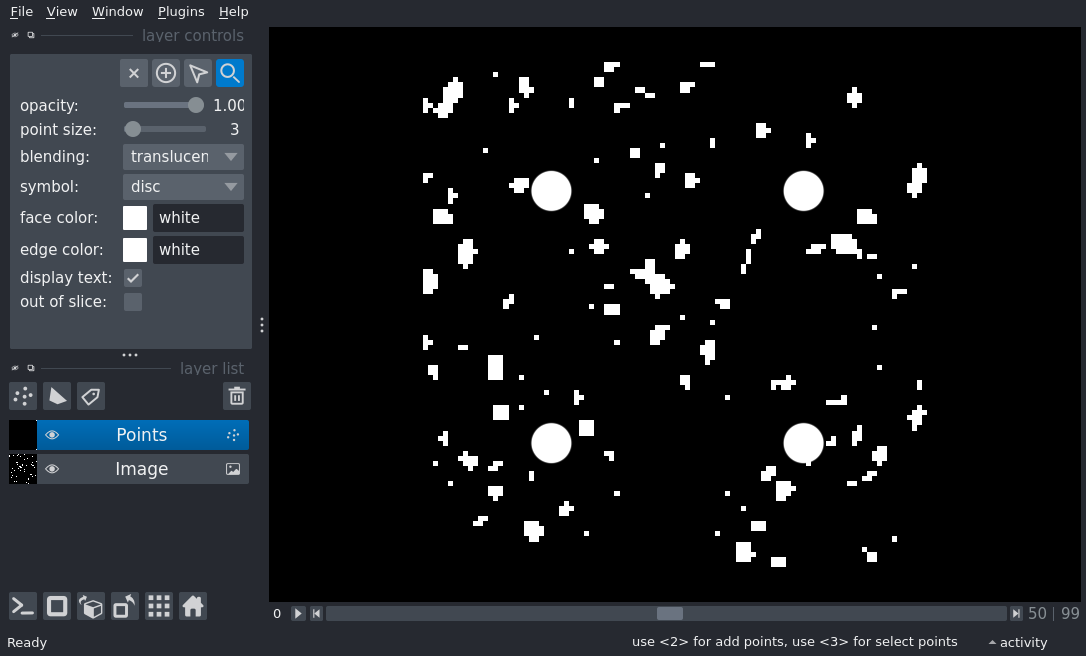 File View Window Plugins Help
layer controls
opacity: 1.00
point size: 3
blending: translucen
symbol: disc
face color: white
edge color: white
display text:
out of slice:
layer list
Points
Image
0 50 99
Ready use <2> for add points, use <3> for select points activity